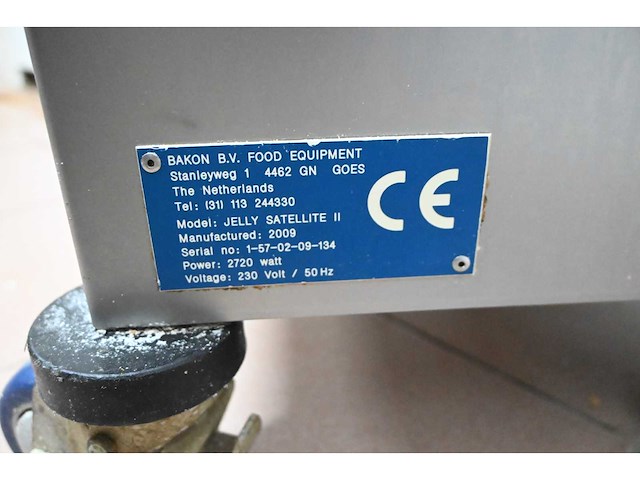 BAKON B.V. FOOD EQUIPMENT
Stanleyweg 1 4462 GN GOES
The Netherlands
Tel: (31) 113 244330
Model: JELLY SATELLITE II
Manufactured: 2009
Serial no: 1-57-02-09-134
Power: 2720 watt
Voltage: 230 Volt / 50 Hz
CE